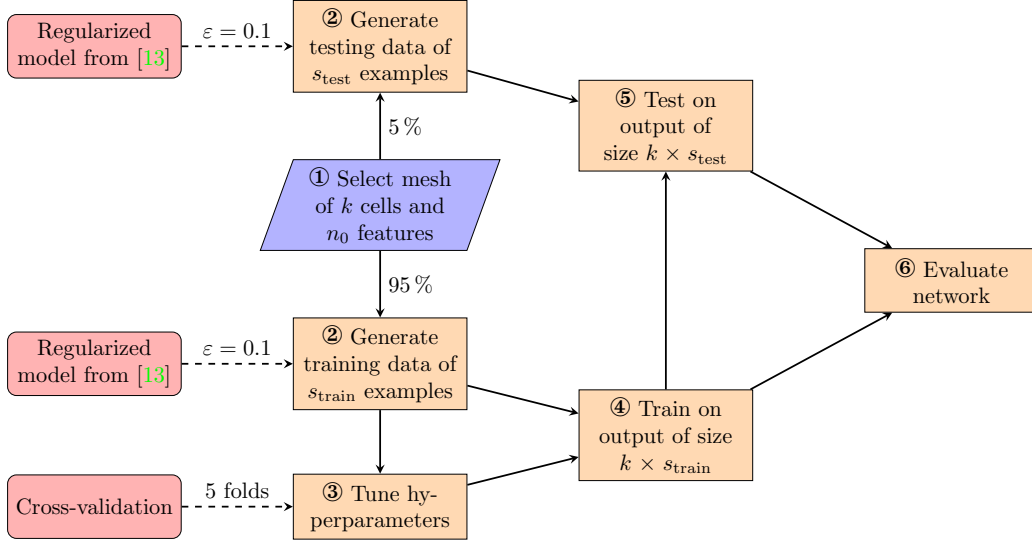 Regularized
model from [13]
ε = 0.1
② Generate
testing data of
s_test examples
5 %
① Select mesh
of k cells and
n_0 features
95 %
Regularized
model from [13]
ε = 0.1
② Generate
training data of
s_train examples
Cross-validation
5 folds
③ Tune hy-
perparameters
④ Train on
output of size
k × s_train
⑤ Test on
output of
size k × s_test
⑥ Evaluate
network